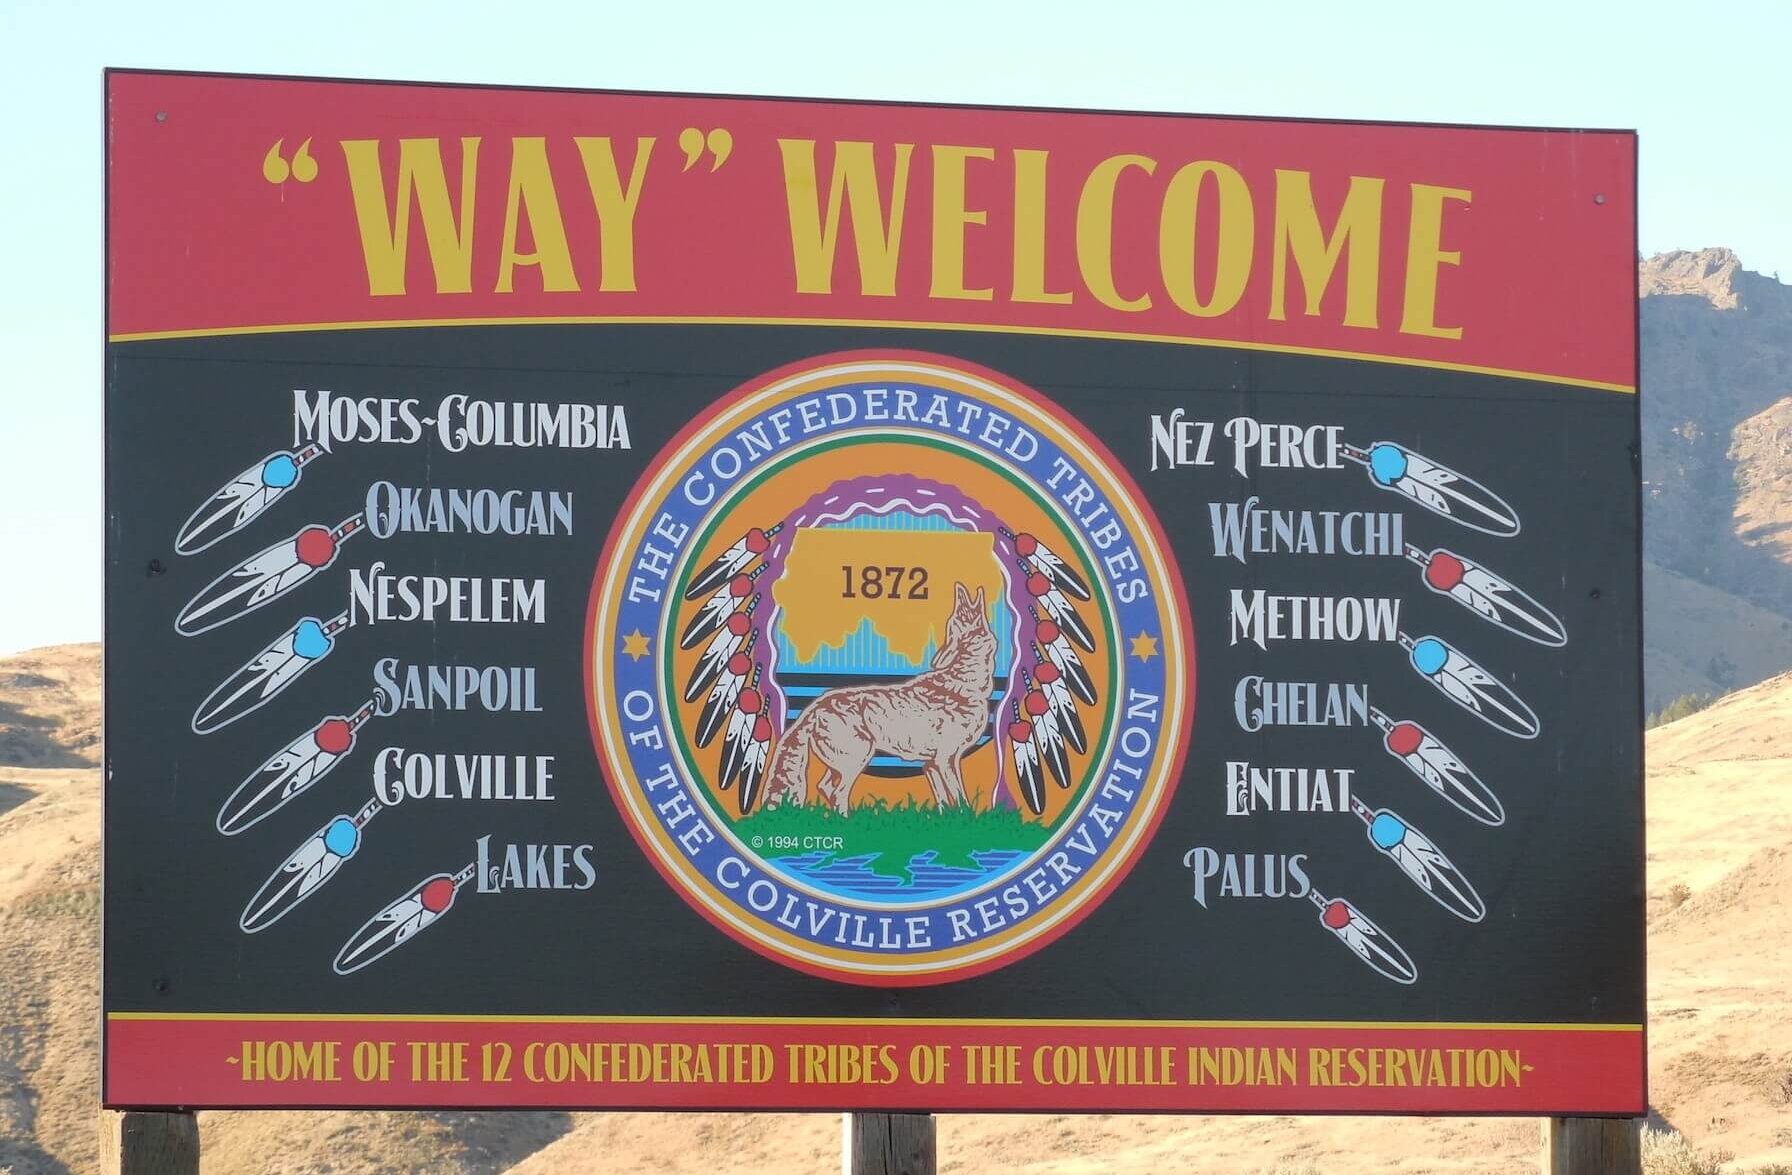 “WAY” WELCOME
MOSES~COLUMBIA
OKANOGAN
NESPELEM
SANPOIL
COLVILLE
LAKES
THE CONFEDERATED TRIBES
OF THE COLVILLE RESERVATION
1872
© 1994 CTCR
NEZ PERCE
WENATCHI
METHOW
CHELAN
ENTIAT
PALUS
~HOME OF THE 12 CONFEDERATED TRIBES OF THE COLVILLE INDIAN RESERVATION~